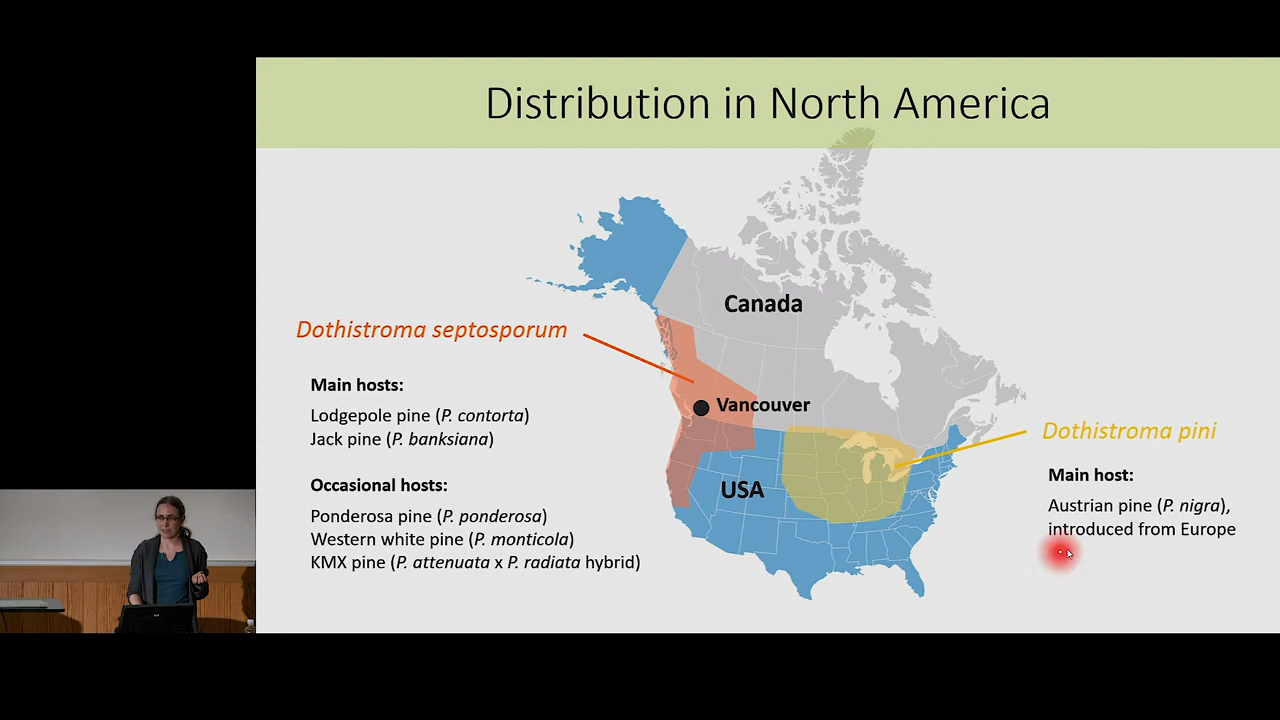 Distribution in North America
Canada
Dothistroma septosporum
Main hosts:
Lodgepole pine (P. contorta)
Jack pine (P. banksiana)
Occasional hosts:
Ponderosa pine (P. ponderosa)
Western white pine (P. monticola)
KMX pine (P. attenuata x P. radiata hybrid)
Vancouver
USA
Dothistroma pini
Main host:
Austrian pine (P. nigra),
introduced from Europe